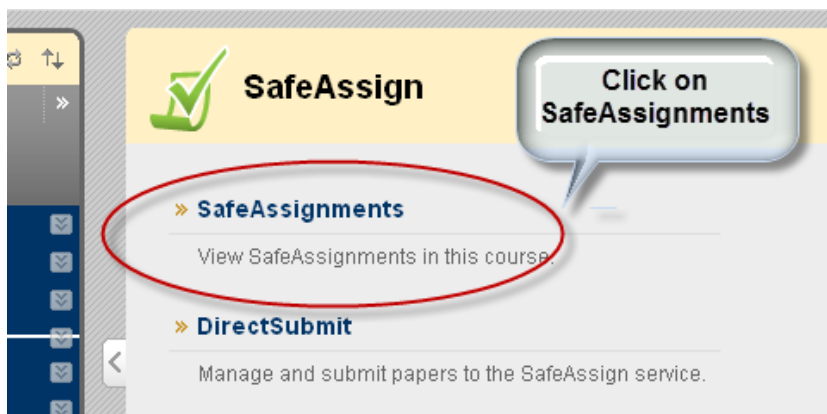 SafeAssign
Click on
SafeAssignments
» SafeAssignments
View SafeAssignments in this course.
» DirectSubmit
Manage and submit papers to the SafeAssign service.